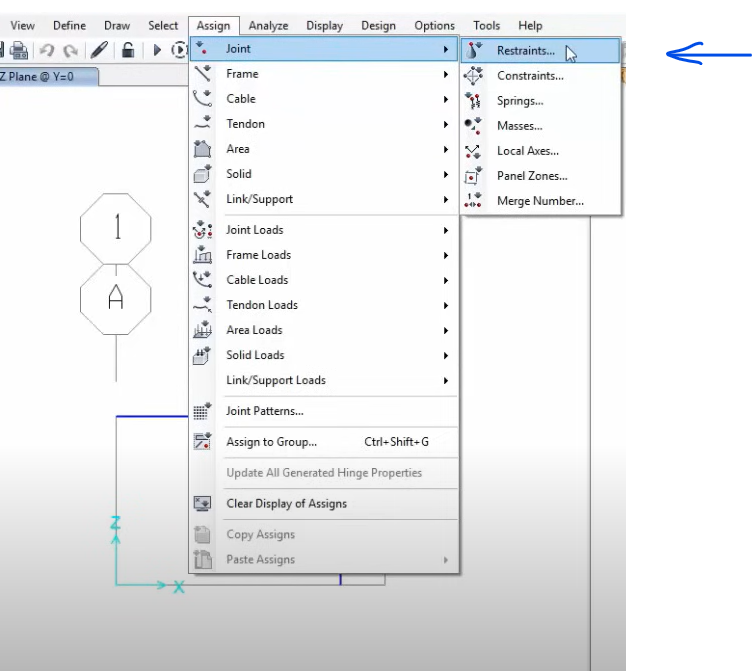 View Define Draw Select Assign Analyze Display Design Options Tools Help
Z Plane @ Y=0
Joint
Frame
Cable
Tendon
Area
Solid
Link/Support
Joint Loads
Frame Loads
Cable Loads
Tendon Loads
Area Loads
Solid Loads
Link/Support Loads
Joint Patterns...
Assign to Group... Ctrl+Shift+G
Update All Generated Hinge Properties
Clear Display of Assigns
Copy Assigns
Paste Assigns
Restraints...
Constraints...
Springs...
Masses...
Local Axes...
Panel Zones...
Merge Number...
1
A
Z
X